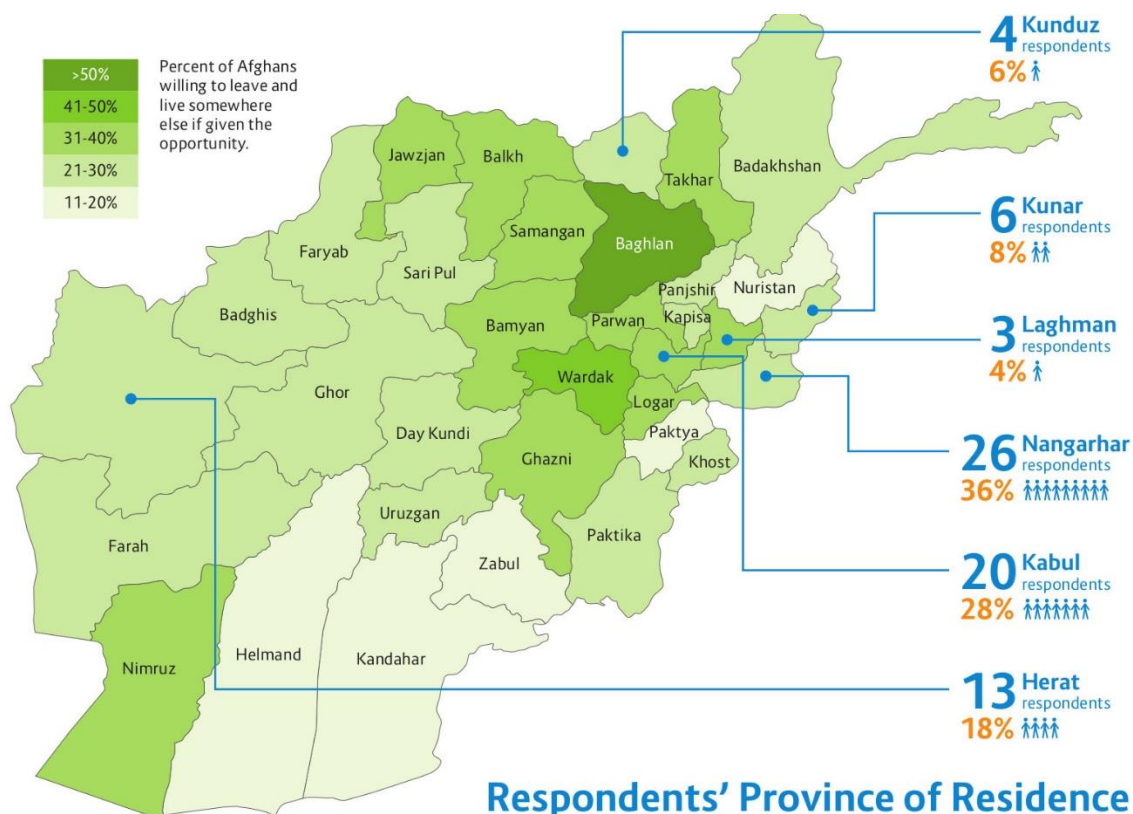 >50%
41-50%
31-40%
21-30%
11-20%
Percent of Afghans
willing to leave and
live somewhere
else if given the
opportunity.
4 Kunduz
respondents
6%
Jawzjan
Balkh
Takhar
Badakhshan
6 Kunar
respondents
8%
Samangan
Baghlan
Faryab
Sari Pul
Panjshir
Nuristan
Badghis
Kapisa
Bamyan
Parwan
3 Laghman
respondents
4%
Wardak
Ghor
Logar
Day Kundi
Paktya
Ghazni
Khost
26 Nangarhar
respondents
36%
Uruzgan
Paktika
Farah
Zabul
20 Kabul
respondents
28%
Nimruz
Helmand
Kandahar
13 Herat
respondents
18%
Respondents' Province of Residence